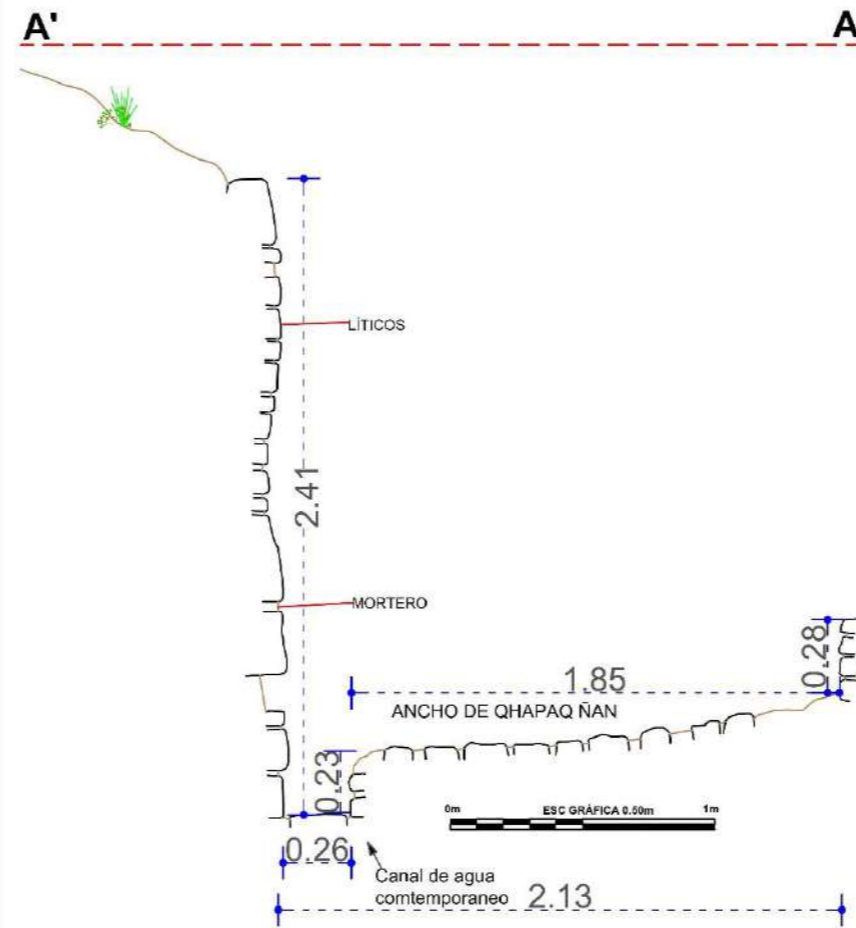 A' A
LÍTICOS
2.41
MORTERO
0.28
1.85
ANCHO DE QHAPAQ ÑAN
0.23
0m ESC GRÁFICA 0.50m 1m
0.26
Canal de agua
comtemporaneo
2.13